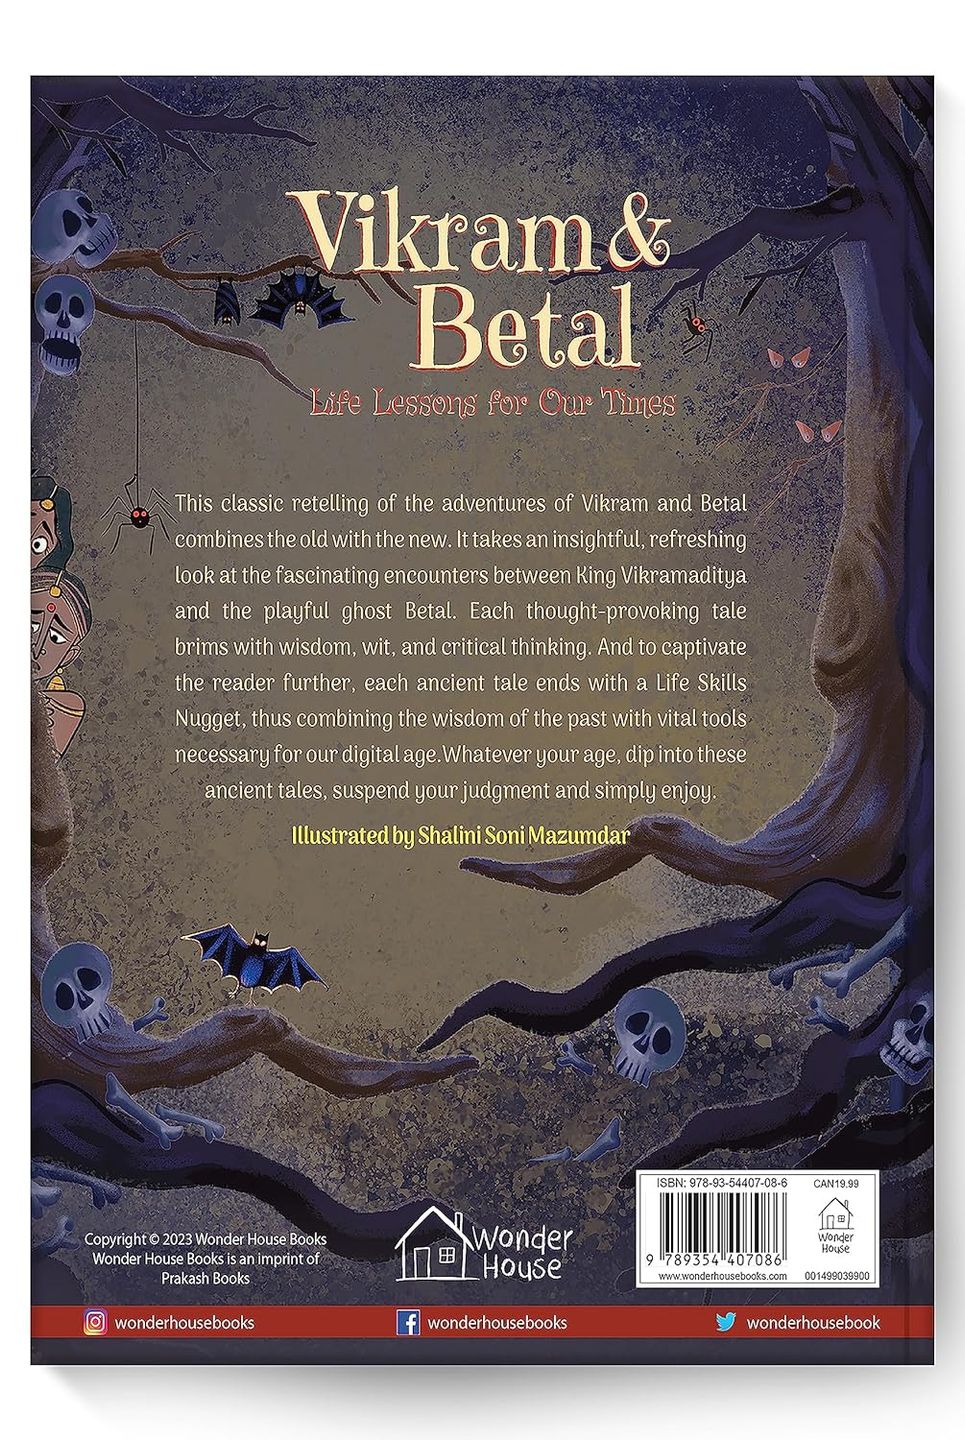 Vikram &
Betal
Life Lessons for Our Times
This classic retelling of the adventures of Vikram and Betal
combines the old with the new. It takes an insightful, refreshing
look at the fascinating encounters between King Vikramaditya
and the playful ghost Betal. Each thought-provoking tale
brims with wisdom, wit, and critical thinking. And to captivate
the reader further, each ancient tale ends with a Life Skills
Nugget, thus combining the wisdom of the past with vital tools
necessary for our digital age.Whatever your age, dip into these
ancient tales, suspend your judgment and simply enjoy.
Illustrated by Shalini Soni Mazumdar
Copyright © 2023 Wonder House Books
Wonder House Books is an imprint of
Prakash Books
Wonder
House
ISBN: 978-93-54407-08-6
CAN19.99
9 789354 407086
www.wonderhousebooks.com
Wonder
House
001499039900
wonderhousebooks
wonderhousebooks
wonderhousebook